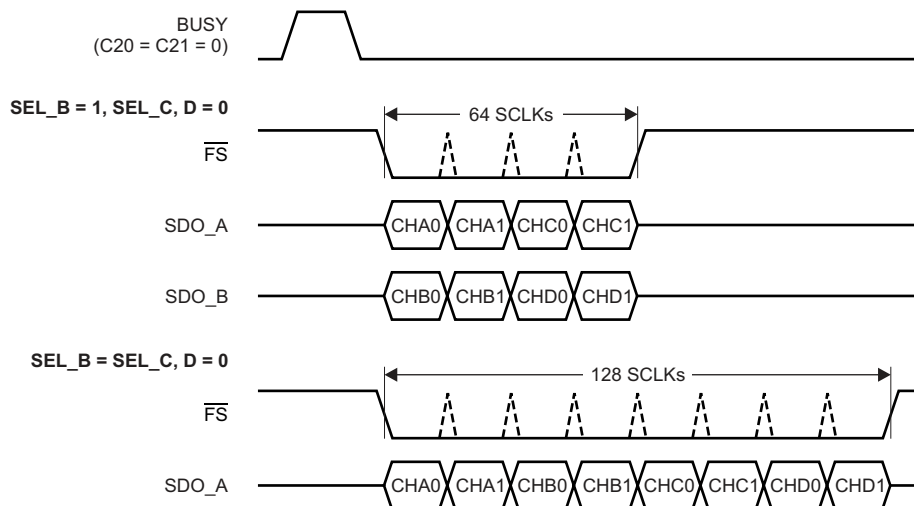 BUSY
(C20 = C21 = 0)
SEL_B = 1, SEL_C, D = 0
64 SCLKs
FS
SDO_A
CHA0 CHA1 CHC0 CHC1
SDO_B
CHB0 CHB1 CHD0 CHD1
SEL_B = SEL_C, D = 0
128 SCLKs
FS
SDO_A
CHA0 CHA1 CHB0 CHB1 CHC0 CHC1 CHD0 CHD1